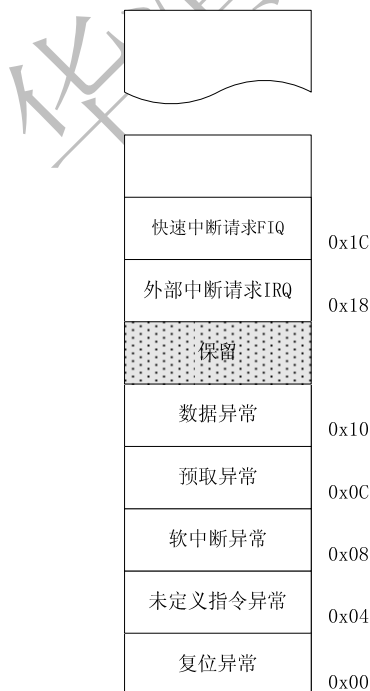 华
快速中断请求FIQ
0x1C
外部中断请求IRQ
0x18
保留
数据异常
0x10
预取异常
0x0C
软中断异常
0x08
未定义指令异常
0x04
复位异常
0x00